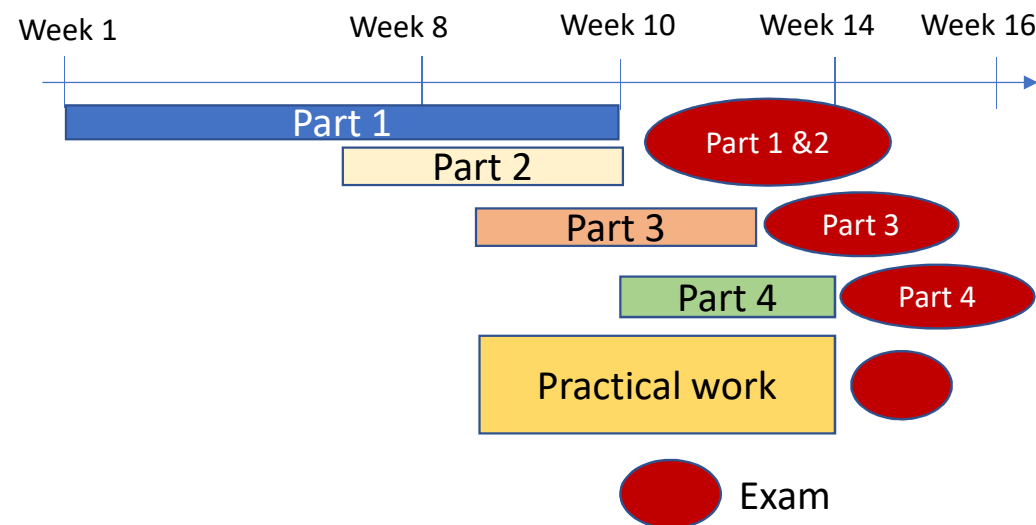 Week 1
Week 8
Week 10
Week 14
Week 16
Part 1
Part 1 &2
Part 2
Part 3
Part 3
Part 4
Part 4
Practical work
Exam